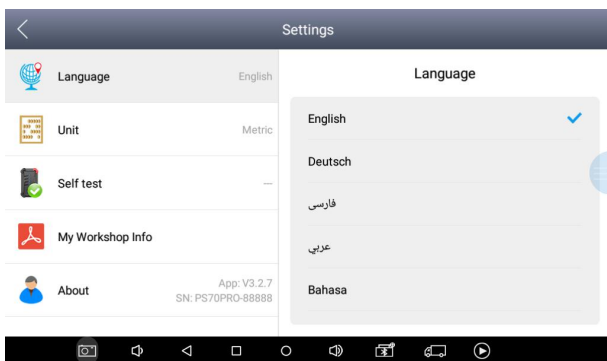 Settings
Language English
Unit Metric
Self test —
My Workshop Info
About App: V3.2.7
SN: PS70PRO-88888
Language
English
Deutsch
فارسی
عربي
Bahasa